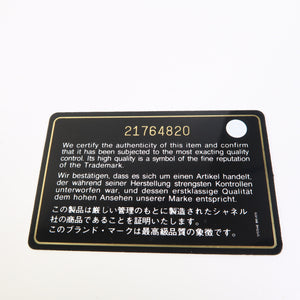 21764820
We certify the authenticity of this item and confirm
that it has been subjected to the most exacting quality
control. Its high quality is a symbol of the fine reputation
of the Trademark.
Wir bestätigen, dass es sich um einen Artikel handelt,
der während seiner Herstellung strengsten Kontrollen
unterworfen war, und dessen erstklassige Qualität
dem hohen Ansehen unserer Marke entspricht.
この製品は厳しい管理のもとに製造されたシャネル
社の商品であることを証明いたします。
このブランド・マークは最高級品質の象徴です。